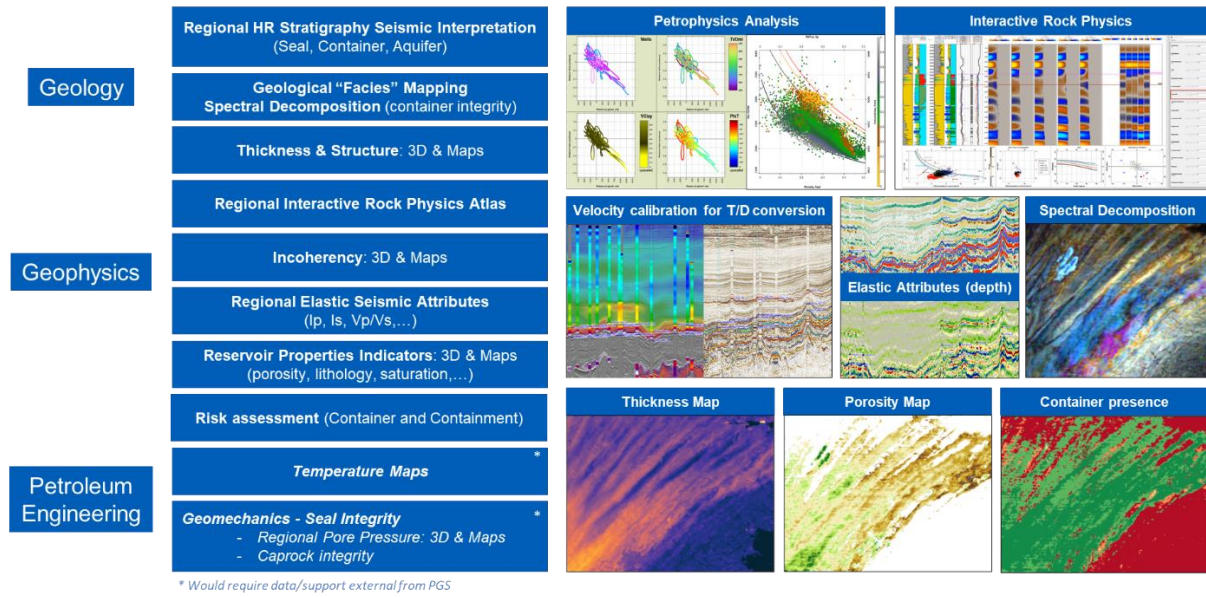 Geology
Geophysics
Petroleum
Engineering
Regional HR Stratigraphy Seismic Interpretation
(Seal, Container, Aquifer)
Geological “Facies” Mapping
Spectral Decomposition (container integrity)
Thickness & Structure: 3D & Maps
Regional Interactive Rock Physics Atlas
Incoherency: 3D & Maps
Regional Elastic Seismic Attributes
(Ip, Is, Vp/Vs,…)
Reservoir Properties Indicators: 3D & Maps
(porosity, lithology, saturation,…)
Risk assessment (Container and Containment)
Temperature Maps *
Geomechanics - Seal Integrity *
- Regional Pore Pressure: 3D & Maps
- Caprock integrity
* Would require data/support external from PGS
Petrophysics Analysis
Wells
TVDml
VClay
PhiT
Interactive Rock Physics
Velocity calibration for T/D conversion
Elastic Attributes (depth)
Spectral Decomposition
Thickness Map
Porosity Map
Container presence